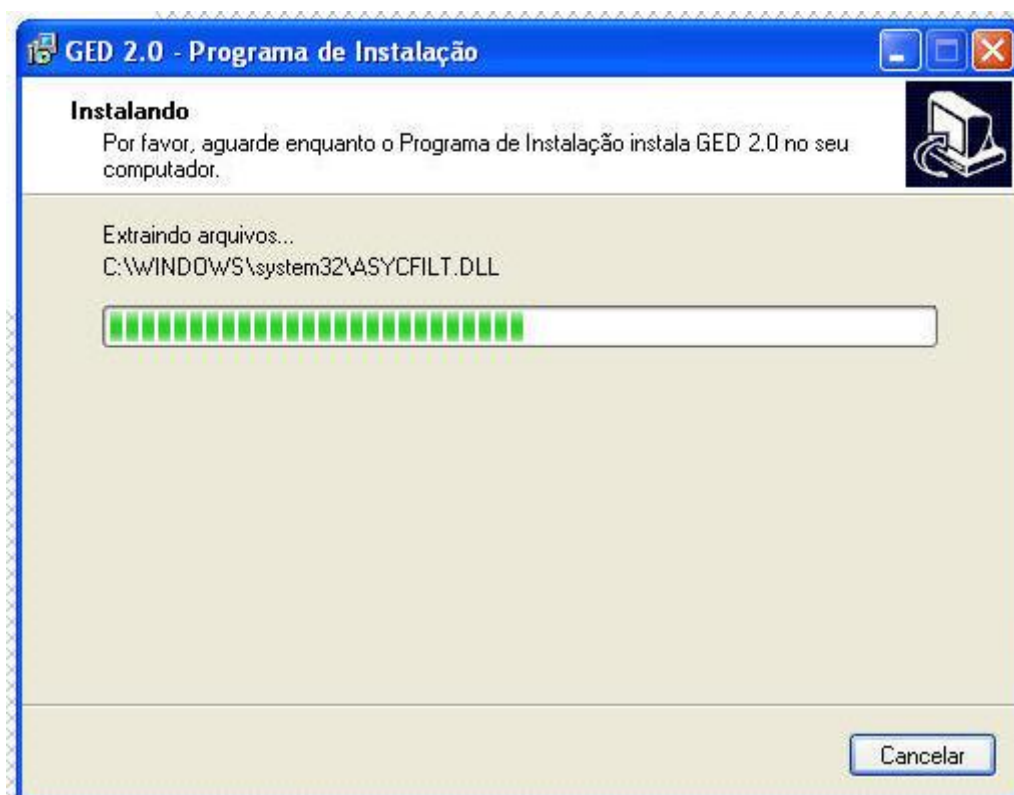 GED 2.0 - Programa de Instalação
Instalando
Por favor, aguarde enquanto o Programa de Instalação instala GED 2.0 no seu
computador.
Extraindo arquivos...
C:\WINDOWS\system32\ASYCFILT.DLL
Cancelar